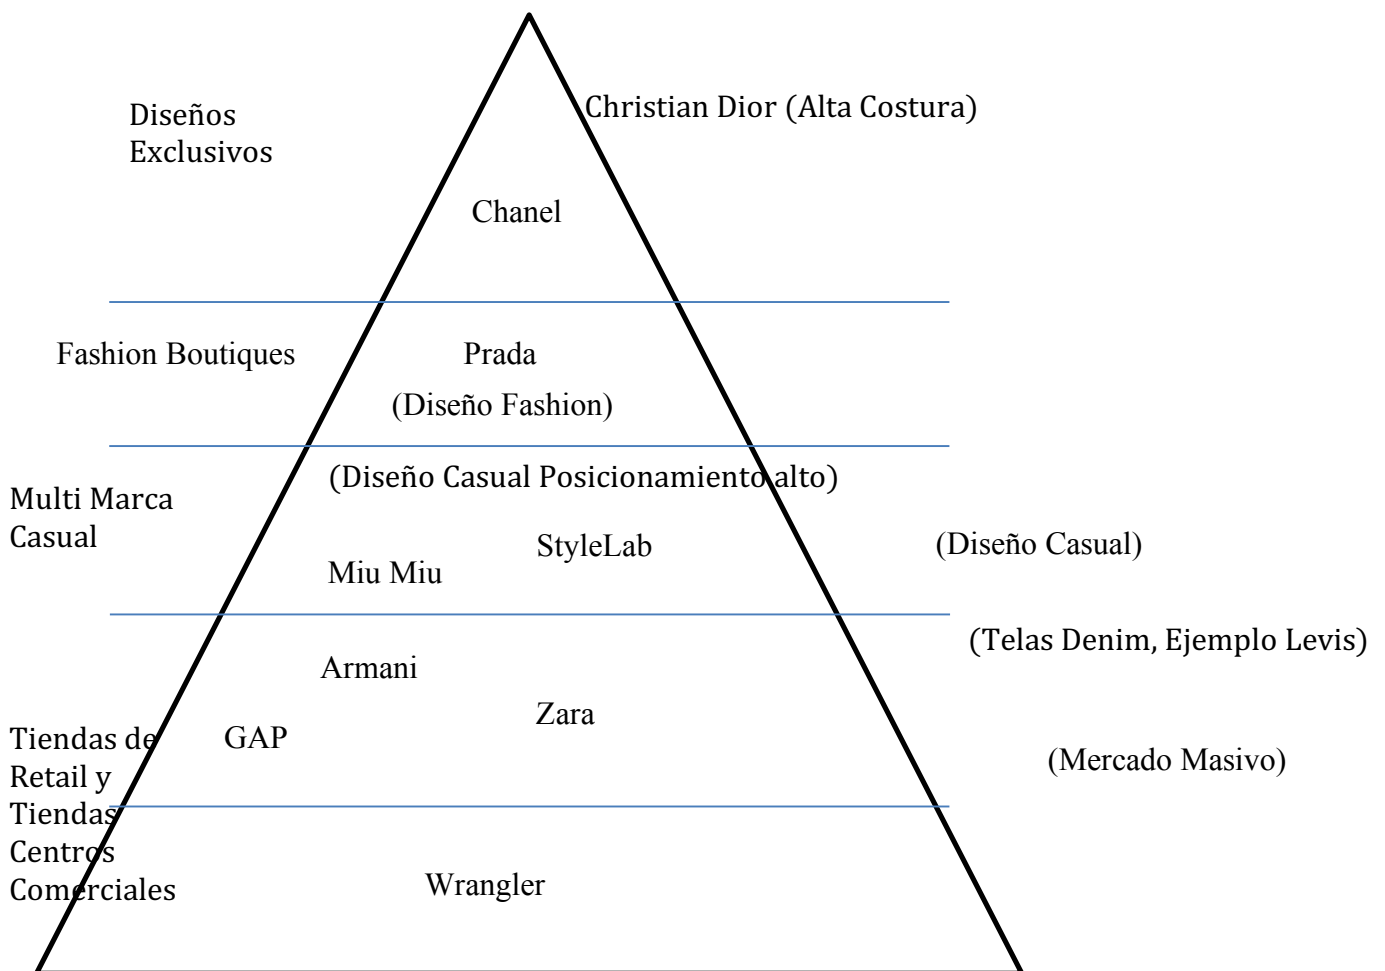 Diseños
Exclusivos
Christian Dior (Alta Costura)
Chanel
Fashion Boutiques
Prada
(Diseño Fashion)
(Diseño Casual Posicionamiento alto)
Multi Marca
Casual
StyleLab
(Diseño Casual)
Miu Miu
(Telas Denim, Ejemplo Levis)
Armani
Zara
GAP
Tiendas de
Retail y
Tiendas
Centros
Comerciales
(Mercado Masivo)
Wrangler